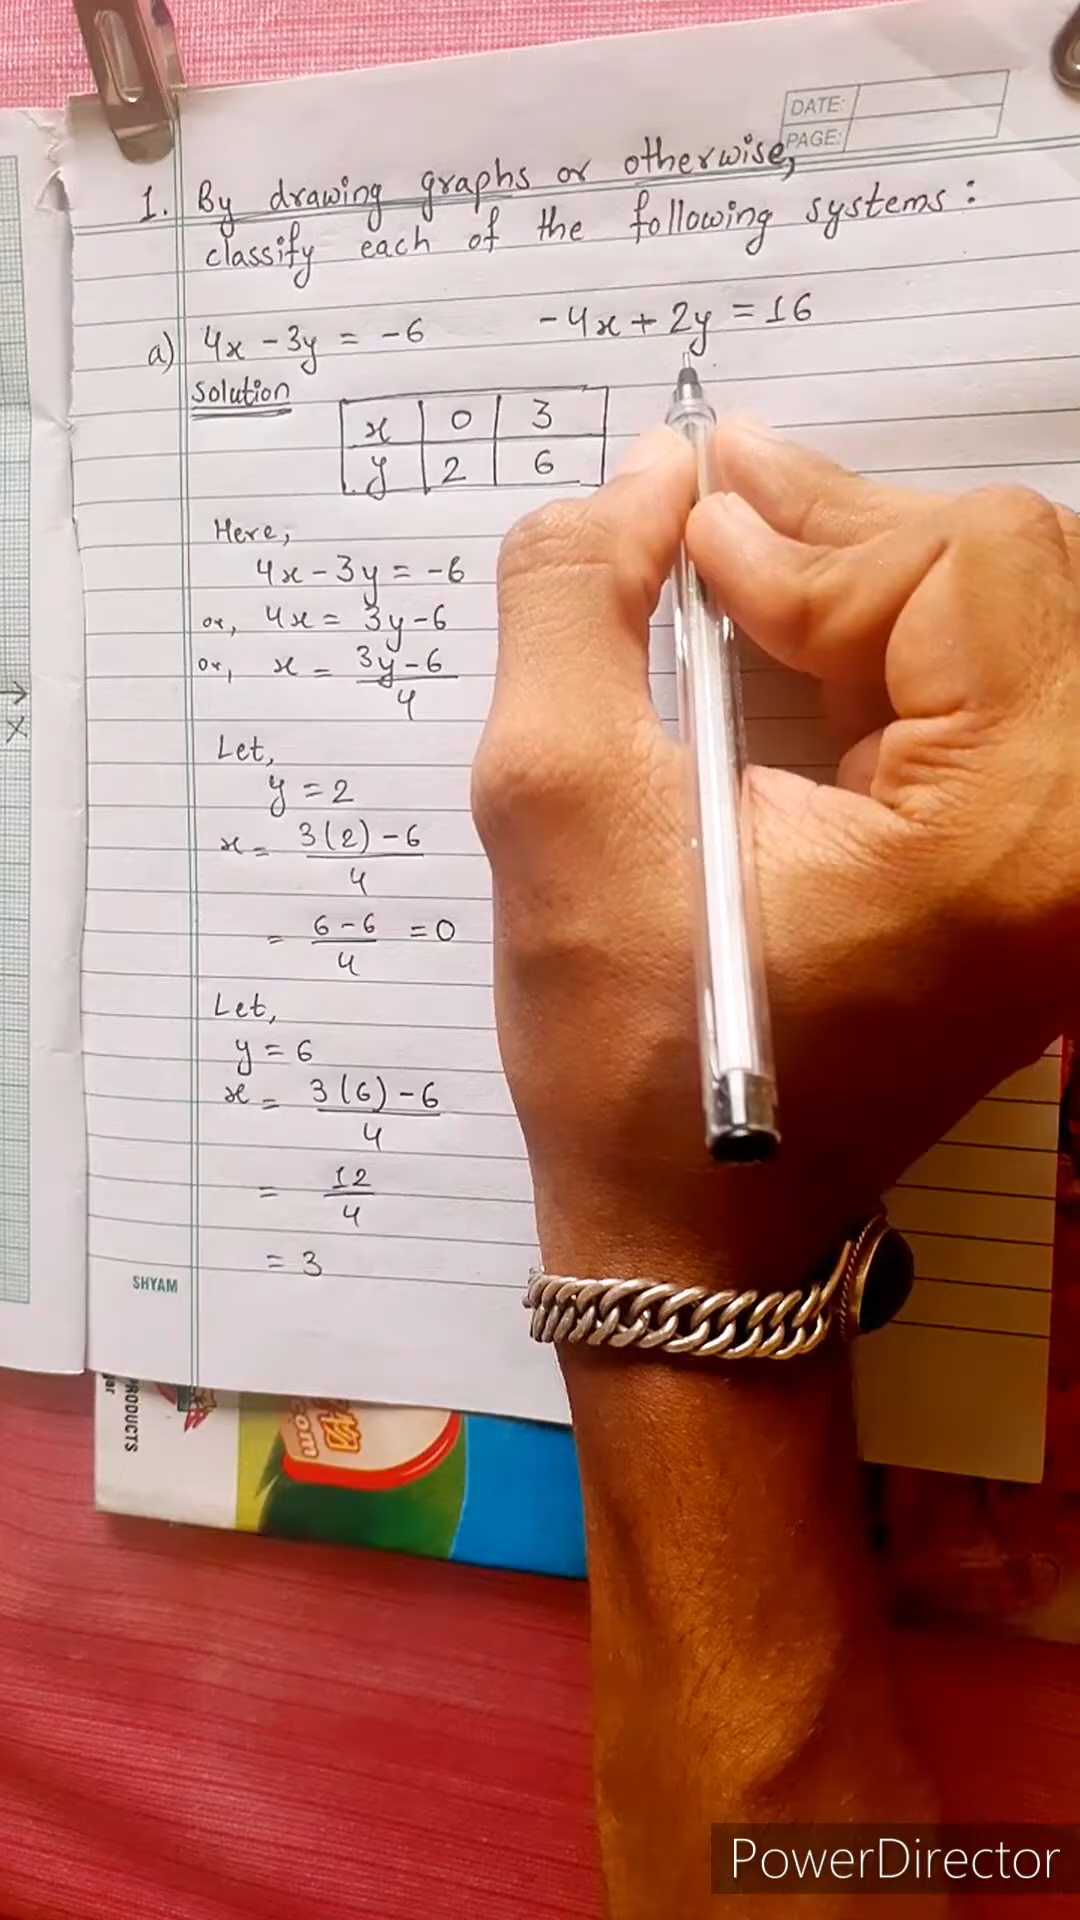 DATE:
PAGE:
1. By drawing graphs or otherwise,
classify each of the following systems:
a) 4x - 3y = -6 -4x + 2y = 16
Solution
x 0 3
y 2 6
Here,
4x - 3y = -6
or, 4x = 3y - 6
or, x = 3y - 6 / 4
Let,
y = 2
x = 3(2) - 6 / 4
= 6 - 6 / 4 = 0
Let,
y = 6
x = 3(6) - 6 / 4
= 12 / 4
= 3
SHYAM
X
PRODUCTS
com
PowerDirector